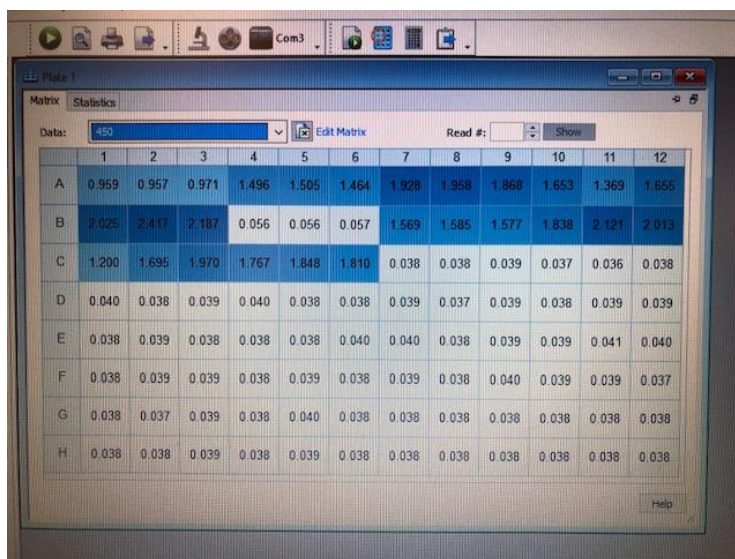 Com3
Plate 1
Matrix Statistics
Data: 450 Edit Matrix Read #: Show
1 2 3 4 5 6 7 8 9 10 11 12
A 0.959 0.957 0.971 1.496 1.505 1.464 1.928 1.958 1.868 1.653 1.369 1.655
B 2.025 2.417 2.187 0.056 0.056 0.057 1.569 1.585 1.577 1.838 2.121 2.013
C 1.200 1.695 1.970 1.767 1.848 1.810 0.038 0.038 0.039 0.037 0.036 0.038
D 0.040 0.038 0.039 0.040 0.038 0.038 0.039 0.037 0.039 0.038 0.039 0.039
E 0.038 0.039 0.038 0.038 0.038 0.040 0.040 0.038 0.039 0.039 0.041 0.040
F 0.038 0.039 0.039 0.038 0.039 0.038 0.039 0.038 0.040 0.039 0.039 0.037
G 0.038 0.037 0.039 0.038 0.040 0.038 0.038 0.038 0.038 0.038 0.038 0.038
H 0.038 0.038 0.039 0.038 0.039 0.038 0.038 0.038 0.038 0.038 0.038 0.038
Help